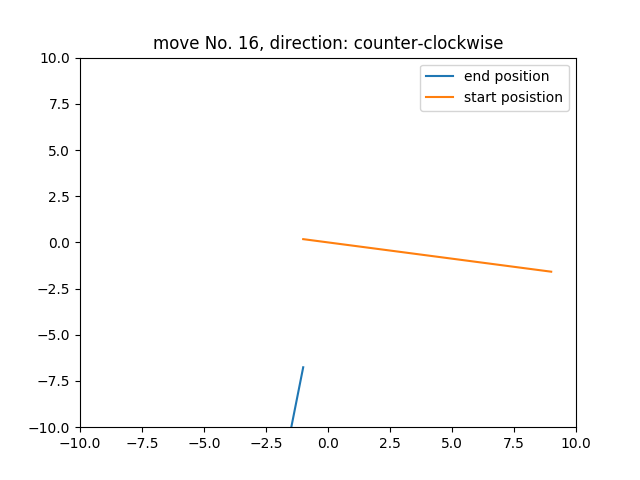 move No. 16, direction: counter-clockwise
end position
start posistion
10.0
7.5
5.0
2.5
0.0
−2.5
−5.0
−7.5
−10.0
−10.0 −7.5 −5.0 −2.5 0.0 2.5 5.0 7.5 10.0